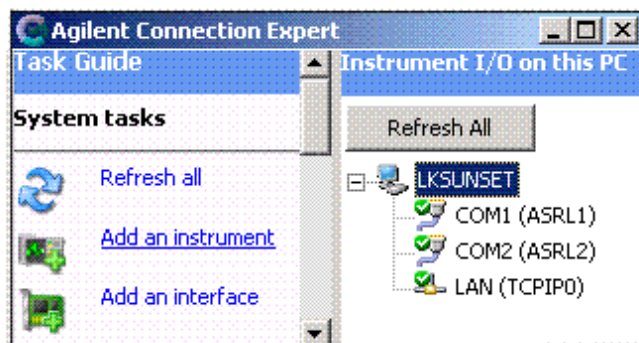 Agilent Connection Expert
Task Guide
System tasks
Refresh all
Add an instrument
Add an interface
Instrument I/O on this PC
Refresh All
LKSUNSET
COM1 (ASRL1)
COM2 (ASRL2)
LAN (TCPIP0)